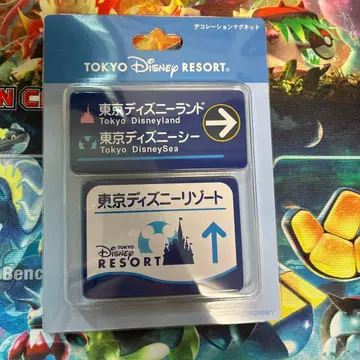 デコレーションマグネット
TOKYO Disney RESORT®
東京ディズニーランド
Tokyo Disneyland
東京ディズニーシー
Tokyo DisneySea
東京ディズニーリゾート
TOKYO
Disney
RESORT
Benc